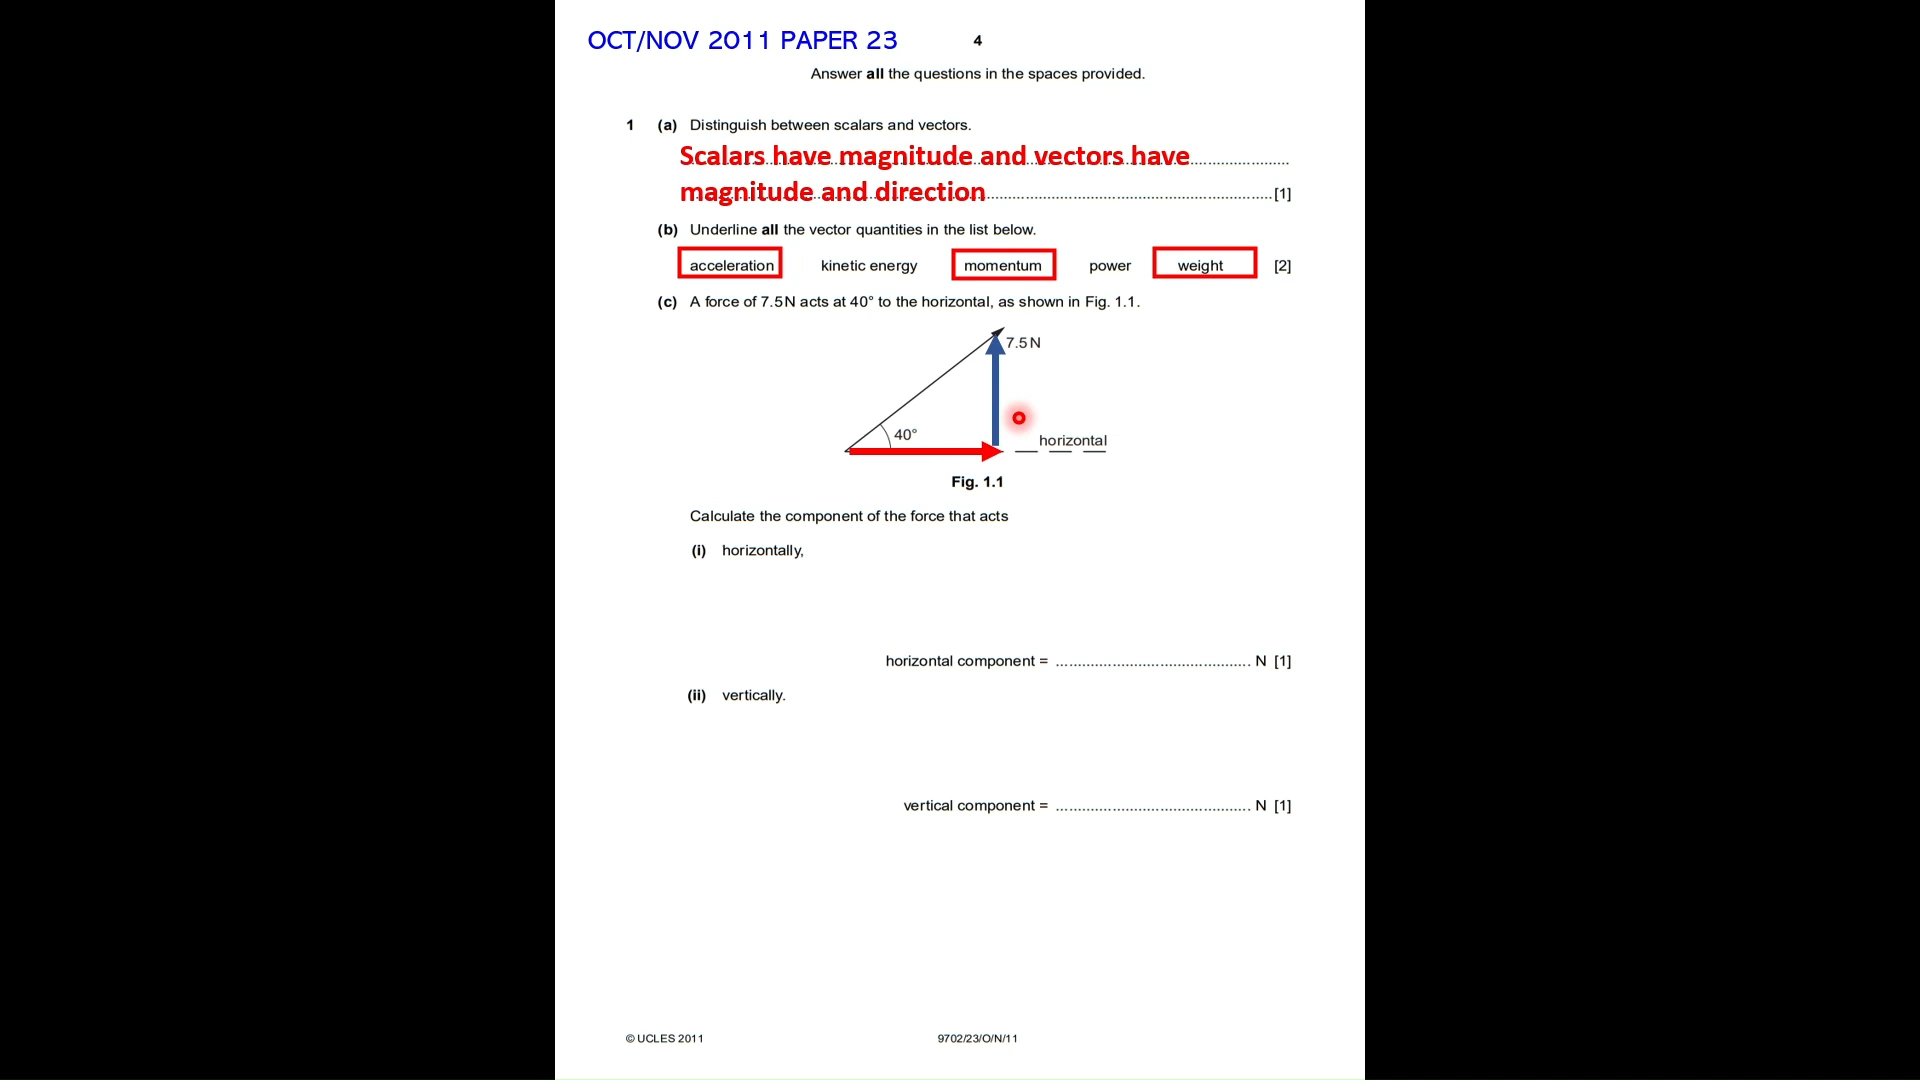 OCT/NOV 2011 PAPER 23
4
Answer all the questions in the spaces provided.
1 (a) Distinguish between scalars and vectors.
Scalars have magnitude and vectors have
magnitude and direction [1]
(b) Underline all the vector quantities in the list below.
acceleration kinetic energy momentum power weight [2]
(c) A force of 7.5 N acts at 40° to the horizontal, as shown in Fig. 1.1.
7.5 N
40°
horizontal
Fig. 1.1
Calculate the component of the force that acts
(i) horizontally,
horizontal component = ............................................. N [1]
(ii) vertically.
vertical component = ............................................. N [1]
© UCLES 2011 9702/23/O/N/11